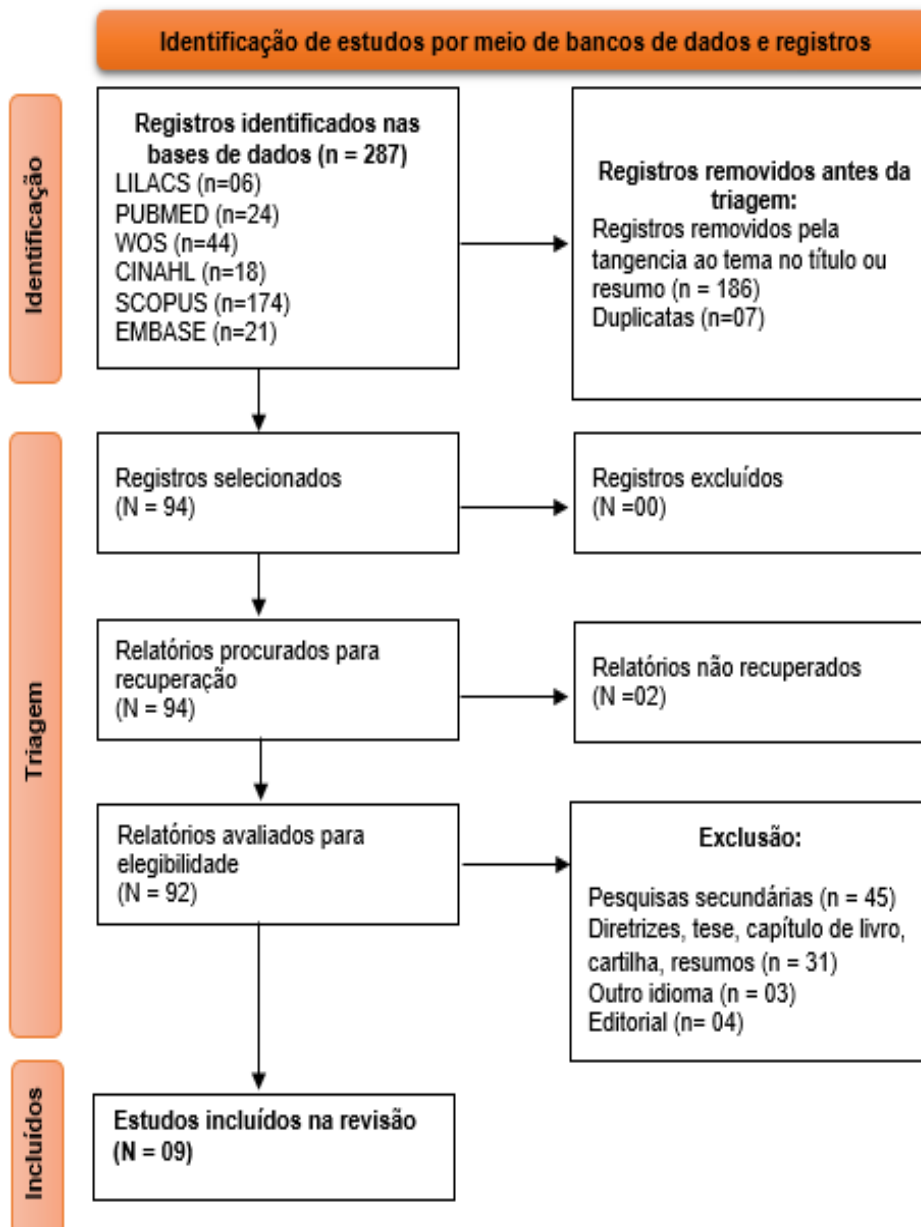 Identificação de estudos por meio de bancos de dados e registros
Identificação
Registros identificados nas
bases de dados (n = 287)
LILACS (n=06)
PUBMED (n=24)
WOS (n=44)
CINAHL (n=18)
SCOPUS (n=174)
EMBASE (n=21)
Registros removidos antes da
triagem:
Registros removidos pela
tangencia ao tema no título ou
resumo (n = 186)
Duplicatas (n=07)
Triagem
Registros selecionados
(N = 94)
Registros excluídos
(N =00)
Relatórios procurados para
recuperação
(N = 94)
Relatórios não recuperados
(N =02)
Relatórios avaliados para
elegibilidade
(N = 92)
Exclusão:
Pesquisas secundárias (n = 45)
Diretrizes, tese, capítulo de livro,
cartilha, resumos (n = 31)
Outro idioma (n = 03)
Editorial (n= 04)
Incluídos
Estudos incluídos na revisão
(N = 09)